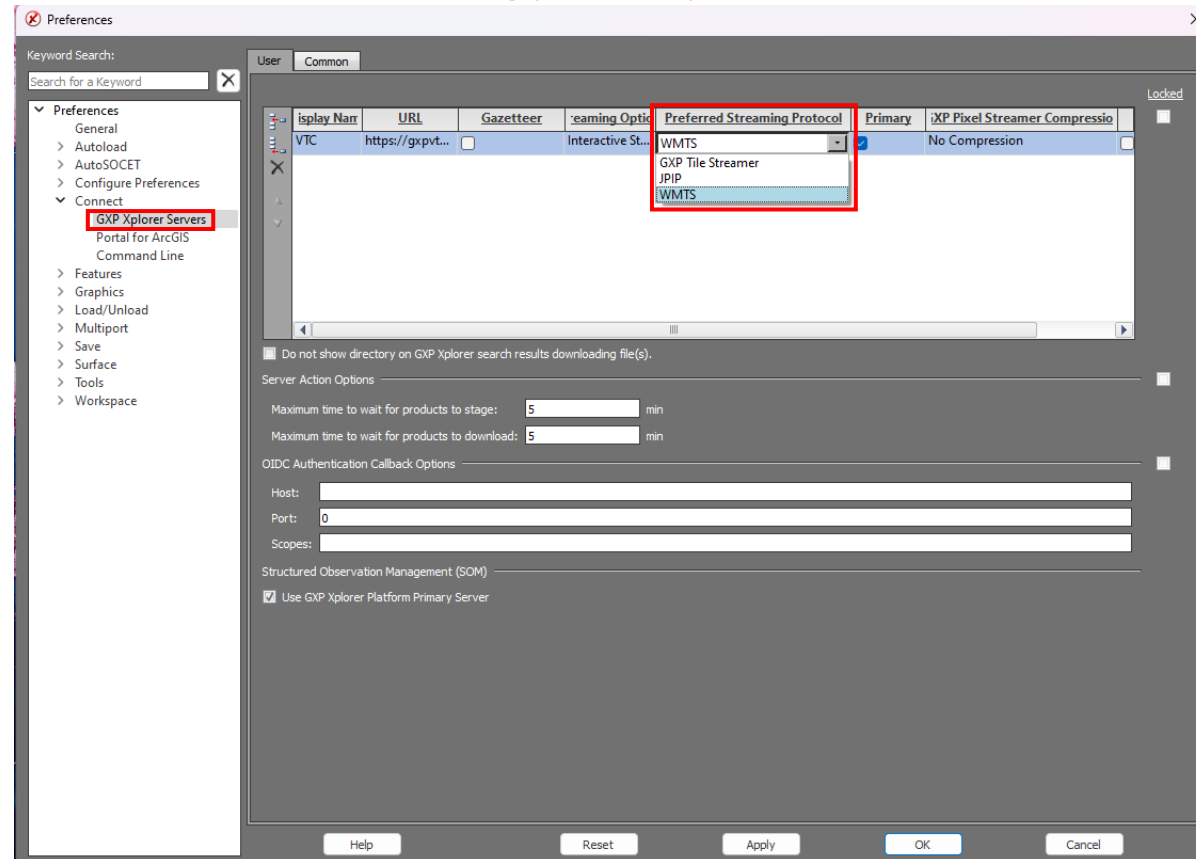 Preferences
Keyword Search:
Search for a Keyword
User
Common
Locked
Preferences
General
Autoload
AutoSOCET
Configure Preferences
Connect
GXP Xplorer Servers
Portal for ArcGIS
Command Line
Features
Graphics
Load/Unload
Multiport
Save
Surface
Tools
Workspace
isplay Nam URL Gazetteer eaming Optio Preferred Streaming Protocol Primary XP Pixel Streamer Compressio
VTC https://gxpvt... Interactive St... WMTS No Compression
GXP Tile Streamer
JPIP
WMTS
Do not show directory on GXP Xplorer search results downloading file(s).
Server Action Options
Maximum time to wait for products to stage: 5 min
Maximum time to wait for products to download: 5 min
OIDC Authentication Callback Options
Host:
Port: 0
Scopes:
Structured Observation Management (SOM)
Use GXP Xplorer Platform Primary Server
Help Reset Apply OK Cancel